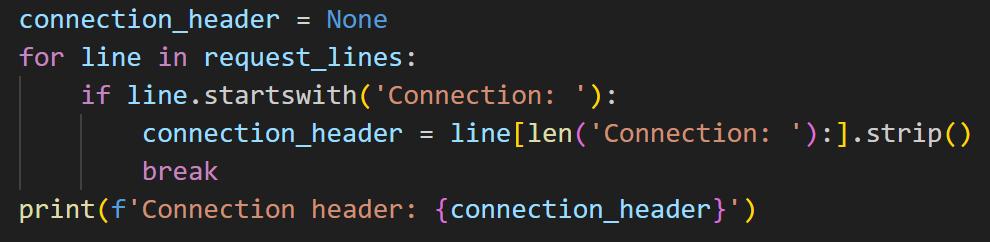 connection_header = None
for line in request_lines:
    if line.startswith('Connection: '):
        connection_header = line[len('Connection: '):].strip()
        break
print(f'Connection header: {connection_header}')